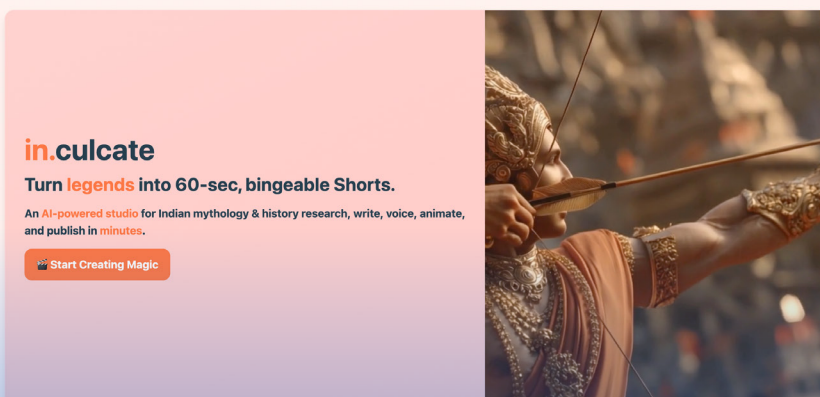 in.culcate
Turn legends into 60-sec, bingeable Shorts.
An AI-powered studio for Indian mythology & history research, write, voice, animate,
and publish in minutes.
🎬 Start Creating Magic